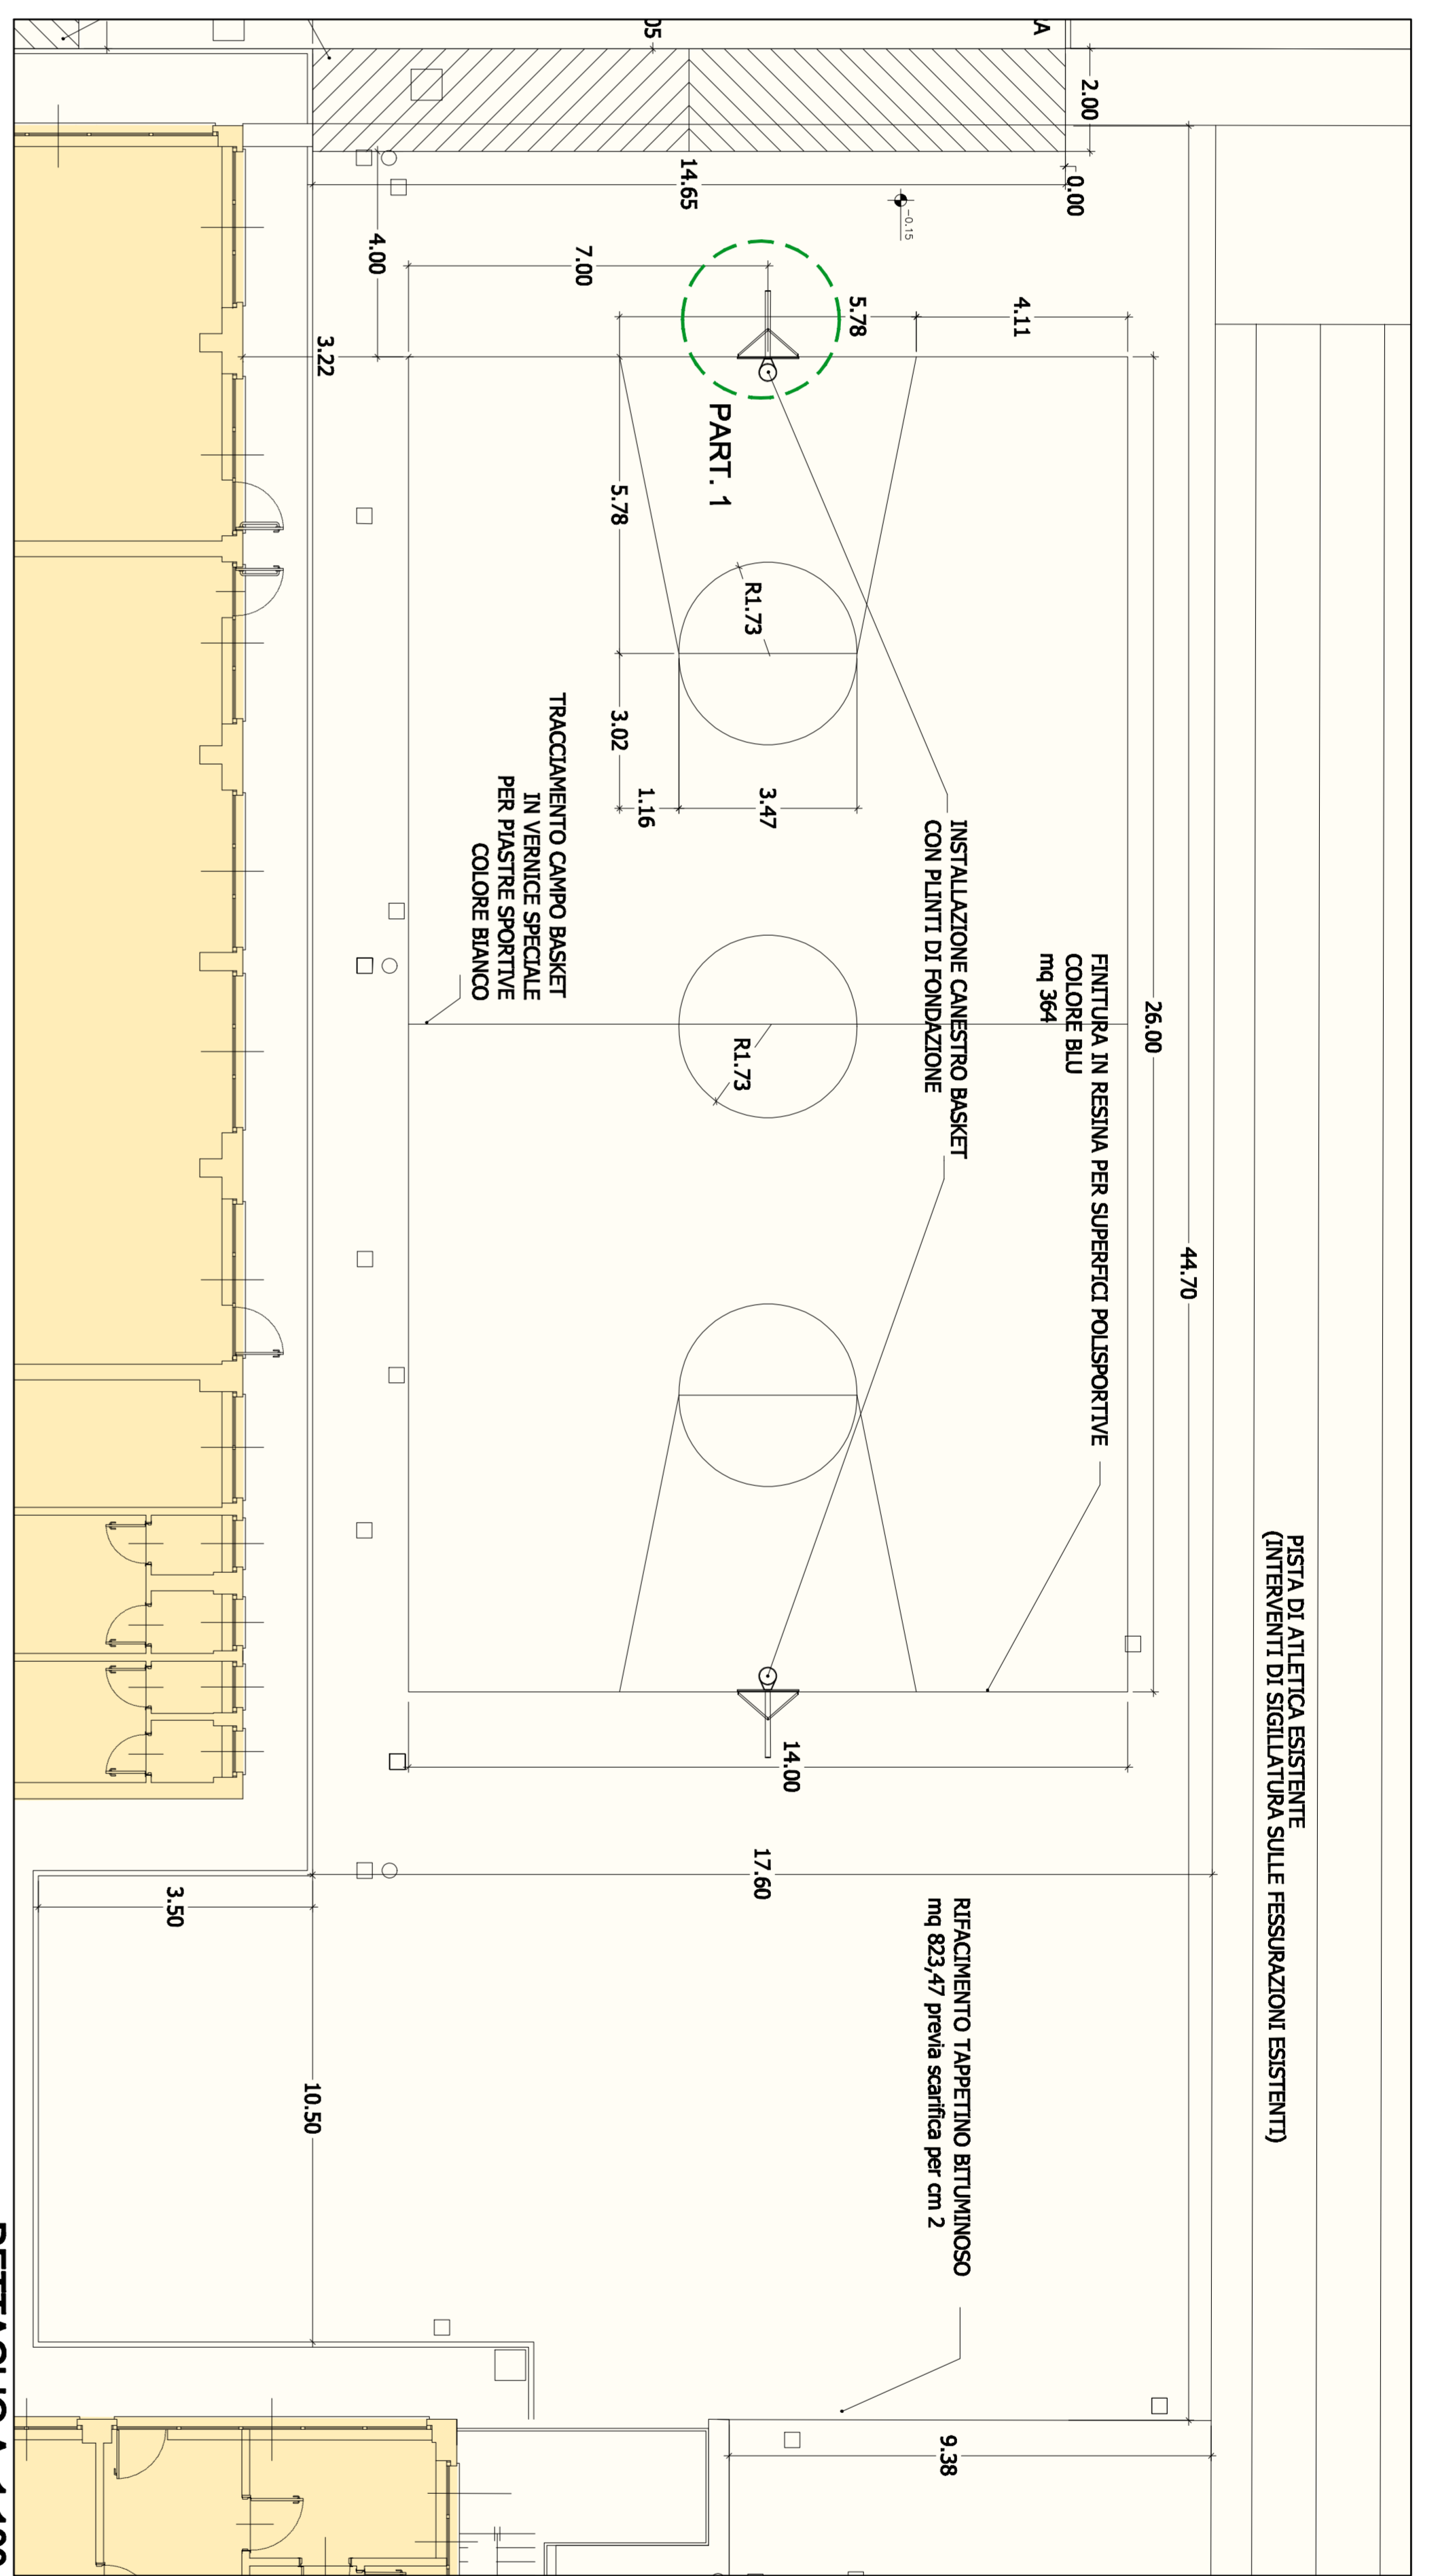 PISTA DI ATLETICA ESISTENTE
(INTERVENTI DI SIGILLATURA SULLE FESSURAZIONI ESISTENTI)
44.70
26.00
2.00
0.00
FINITURA IN RESINA PER SUPERFICI POLISPORTIVE
COLORE BLU
mq 364
A
4.11
INSTALLAZIONE CANESTRO BASKET
CON PLINTI DI FONDAZIONE
RIFACIMENTO TAPPETINO BITUMINOSO
mq 823,47 previa scarifica per cm 2
9.38
-0.15
5.78
14.00
17.60
3.47
R1.73
R1.73
PART. 1
14.65
05
1.16
5.78
3.02
7.00
TRACCIAMENTO CAMPO BASKET
IN VERNICE SPECIALE
PER PIASTRE SPORTIVE
COLORE BIANCO
4.00
3.22
10.50
3.50